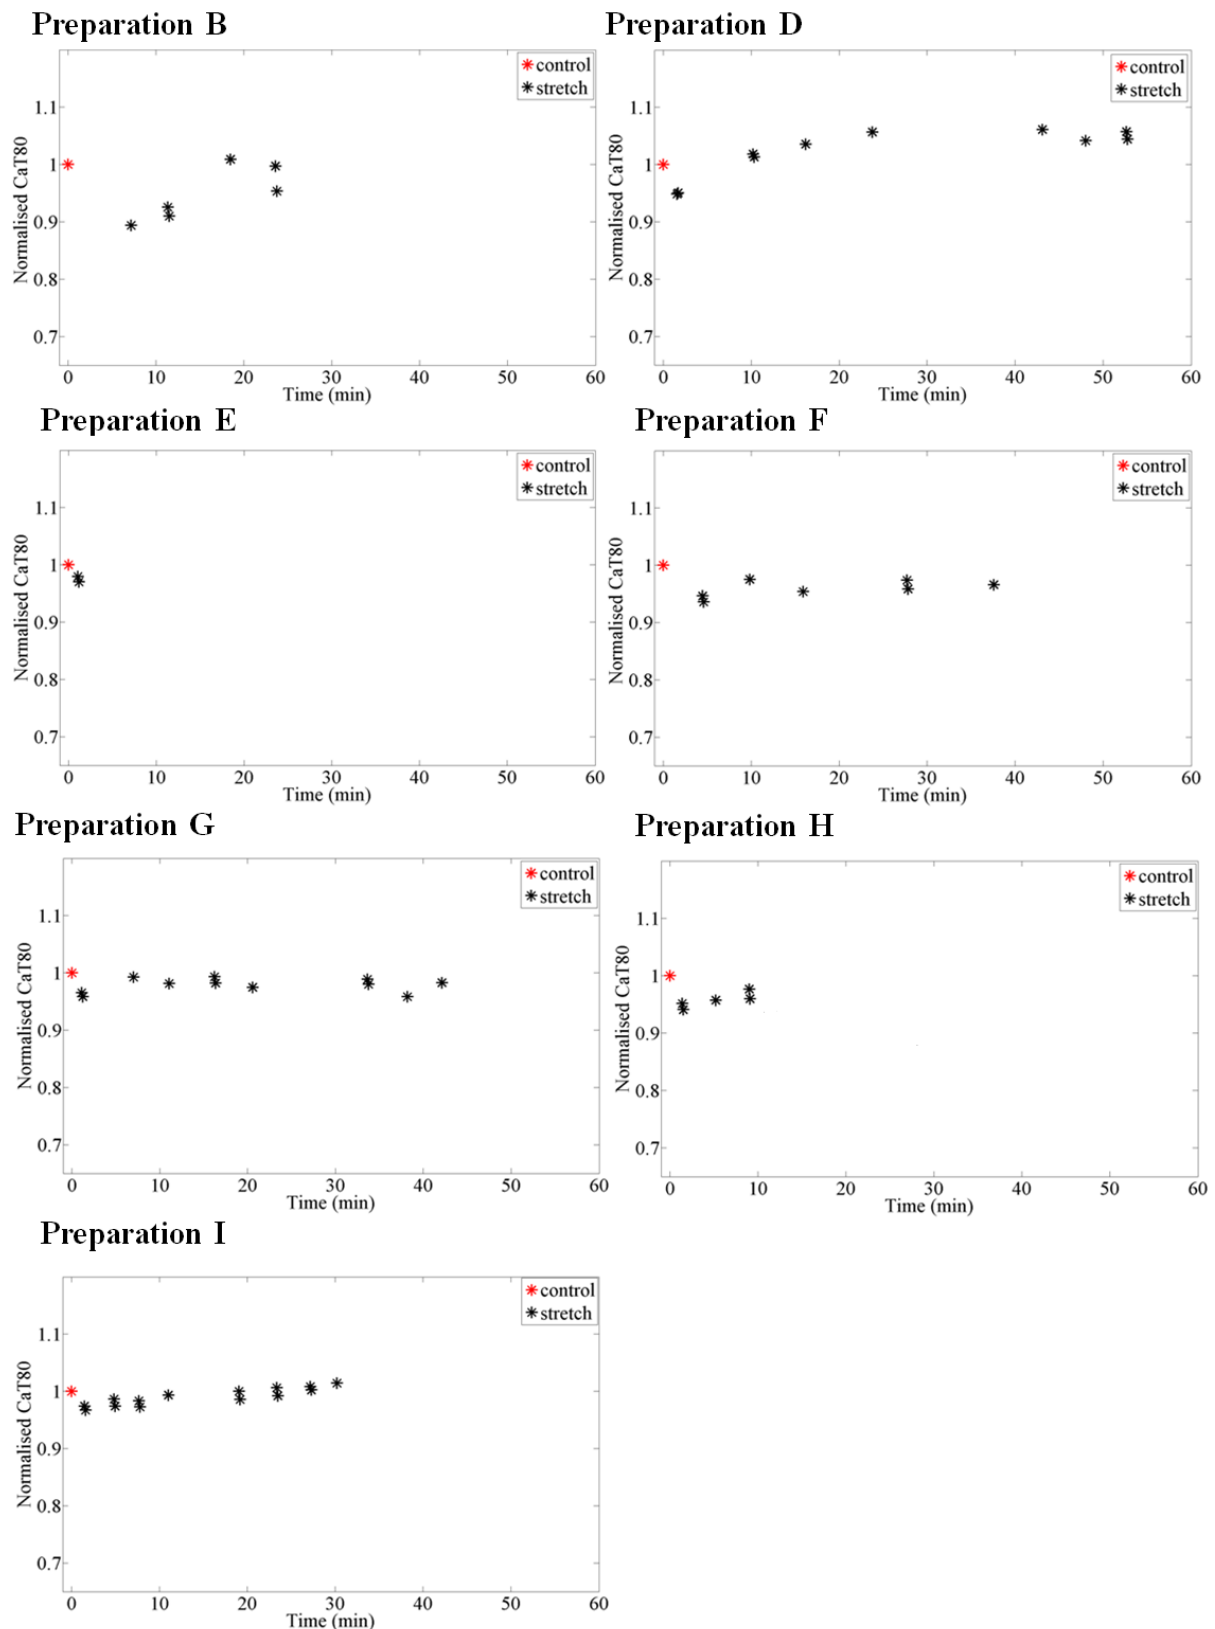 Preparation B
Preparation D
control
stretch
1.1
1
0.9
0.8
0.7
Normalised CaT80
0 10 20 30 40 50 60
Time (min)
control
stretch
1.1
1
0.9
0.8
0.7
Normalised CaT80
0 10 20 30 40 50 60
Time (min)
Preparation E
Preparation F
control
stretch
1.1
1
0.9
0.8
0.7
Normalised CaT80
0 10 20 30 40 50 60
Time (min)
control
stretch
1.1
1
0.9
0.8
0.7
Normalised CaT80
0 10 20 30 40 50 60
Time (min)
Preparation G
Preparation H
control
stretch
1.1
1
0.9
0.8
0.7
Normalised CaT80
0 10 20 30 40 50 60
Time (min)
control
stretch
1.1
1
0.9
0.8
0.7
Normalised CaT80
0 10 20 30 40 50 60
Time (min)
Preparation I
control
stretch
1.1
1
0.9
0.8
0.7
Normalised CaT80
0 10 20 30 40 50 60
Time (min)